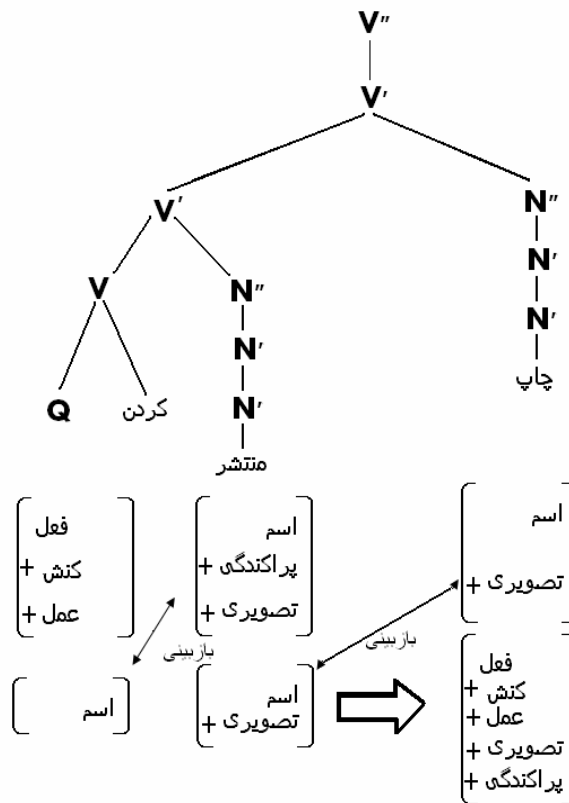 V"
V'
V' N"
V N" N'
N' N'
Q کردن N' چاپ
منتشر
اسم
+ تصویری
اسم
+ پراکندگی
+ تصویری
فعل
+ کنش
+ عمل
بازبینی
بازبینی
فعل
+ کنش
+ عمل
+ تصویری
+ پراکندگی
اسم
+ تصویری
اسم